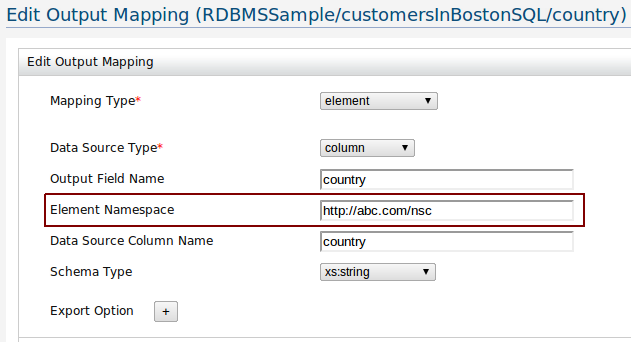 Edit Output Mapping (RDBMSSample/customersInBostonSQL/country)
Edit Output Mapping
Mapping Type* element
Data Source Type* column
Output Field Name country
Element Namespace http://abc.com/nsc
Data Source Column Name country
Schema Type xs:string
Export Option +